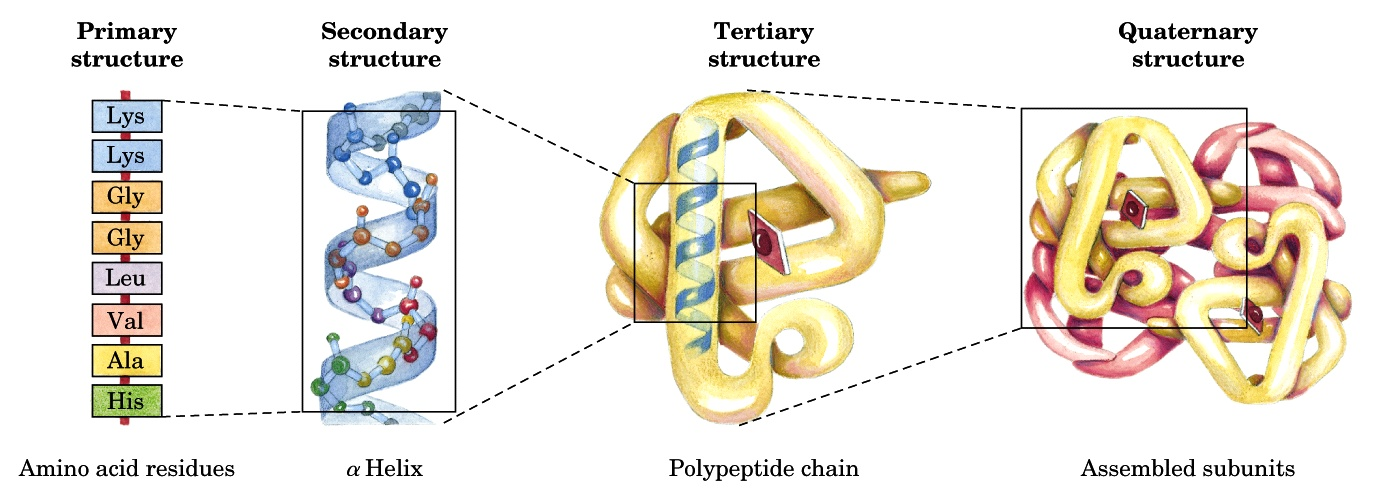 Primary
structure
Secondary
structure
Tertiary
structure
Quaternary
structure
Lys
Lys
Gly
Gly
Leu
Val
Ala
His
Amino acid residues
α Helix
Polypeptide chain
Assembled subunits